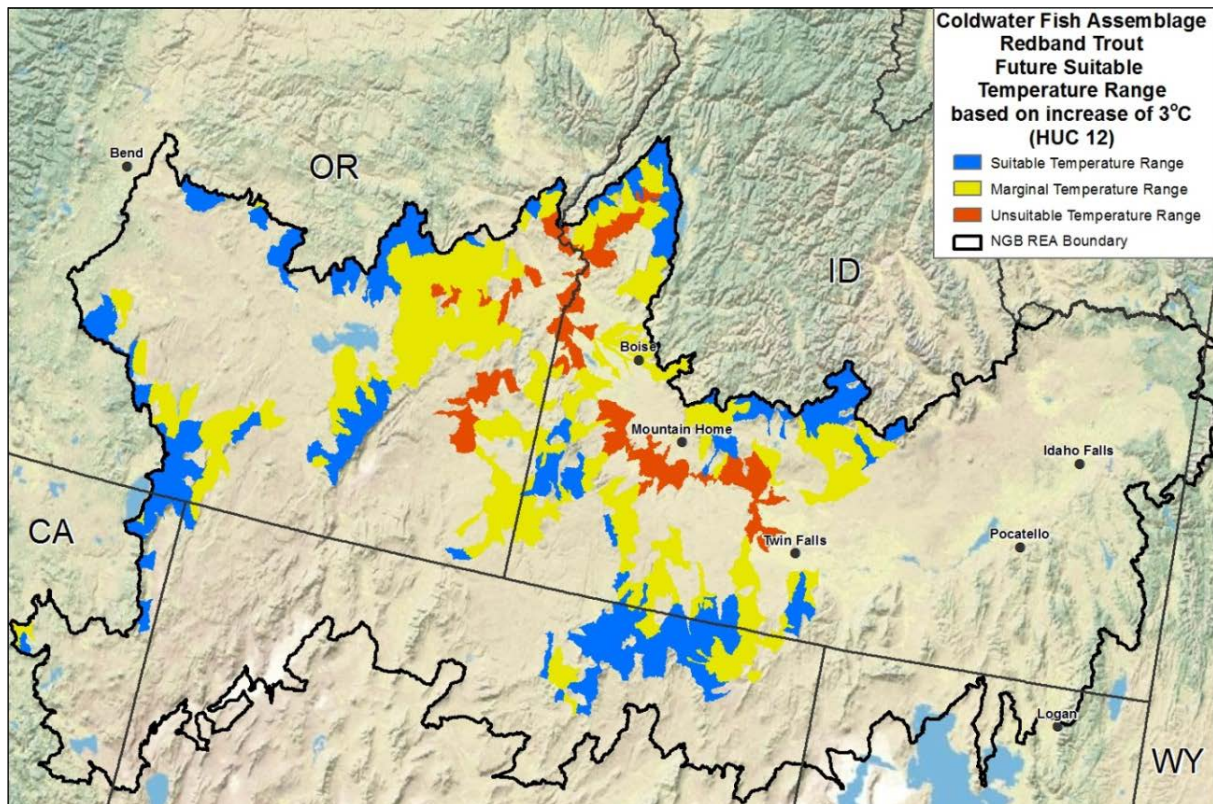 Coldwater Fish Assemblage
Redband Trout
Future Suitable
Temperature Range
based on increase of 3°C
(HUC 12)
Suitable Temperature Range
Marginal Temperature Range
Unsuitable Temperature Range
NGB REA Boundary
Bend
OR
ID
Boise
Mountain Home
Idaho Falls
CA
Twin Falls
Pocatello
Logan
WY